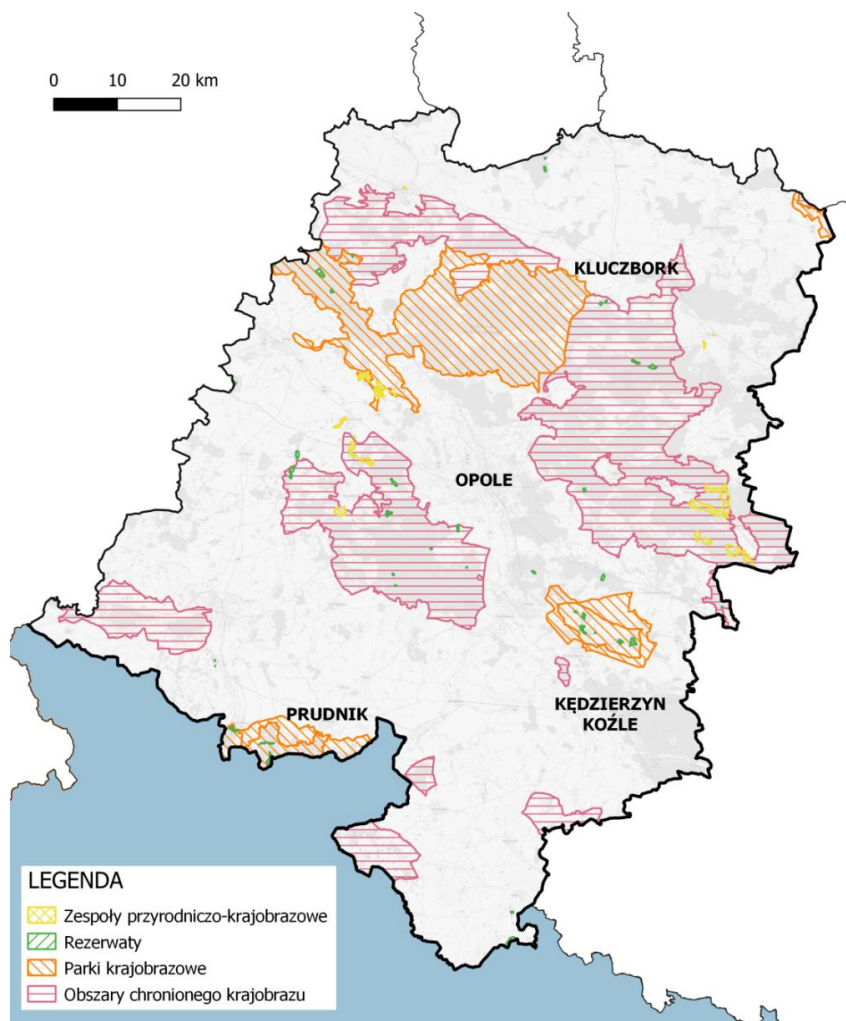 0 10 20 km
KLUCZBORK
OPOLE
PRUDNIK
KĘDZIERZYN
KOŹLE
LEGENDA
Zespoły przyrodniczo-krajobrazowe
Rezerwaty
Parki krajobrazowe
Obszary chronionego krajobrazu